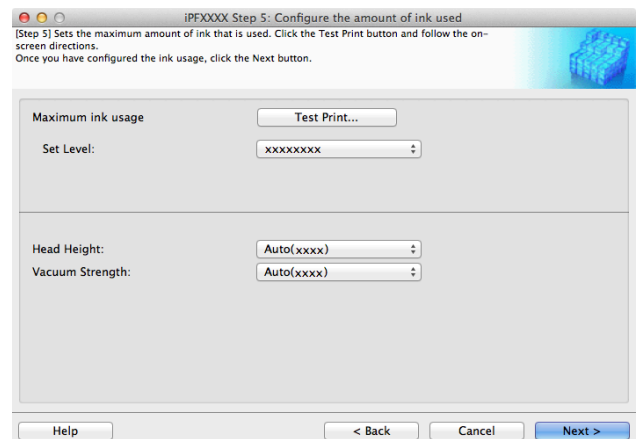 iPFXXXX Step 5: Configure the amount of ink used
[Step 5] Sets the maximum amount of ink that is used. Click the Test Print button and follow the on-
screen directions.
Once you have configured the ink usage, click the Next button.
Maximum ink usage Test Print...
Set Level: xxxxxxxx
Head Height: Auto(xxxx)
Vacuum Strength: Auto(xxxx)
Help < Back Cancel Next >